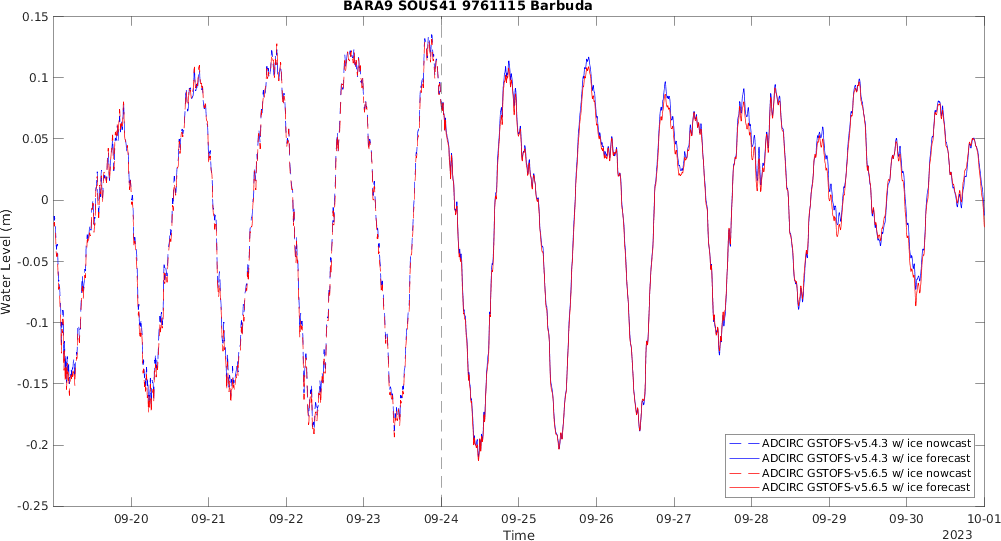 BARA9 SOUS41 9761115 Barbuda
0.15
0.1
0.05
0
-0.05
-0.1
-0.15
-0.2
-0.25
Water Level (m)
ADCIRC GSTOFS-v5.4.3 w/ ice nowcast
ADCIRC GSTOFS-v5.4.3 w/ ice forecast
ADCIRC GSTOFS-v5.6.5 w/ ice nowcast
ADCIRC GSTOFS-v5.6.5 w/ ice forecast
09-20 09-21 09-22 09-23 09-24 09-25 09-26 09-27 09-28 09-29 09-30 10-01
Time
2023